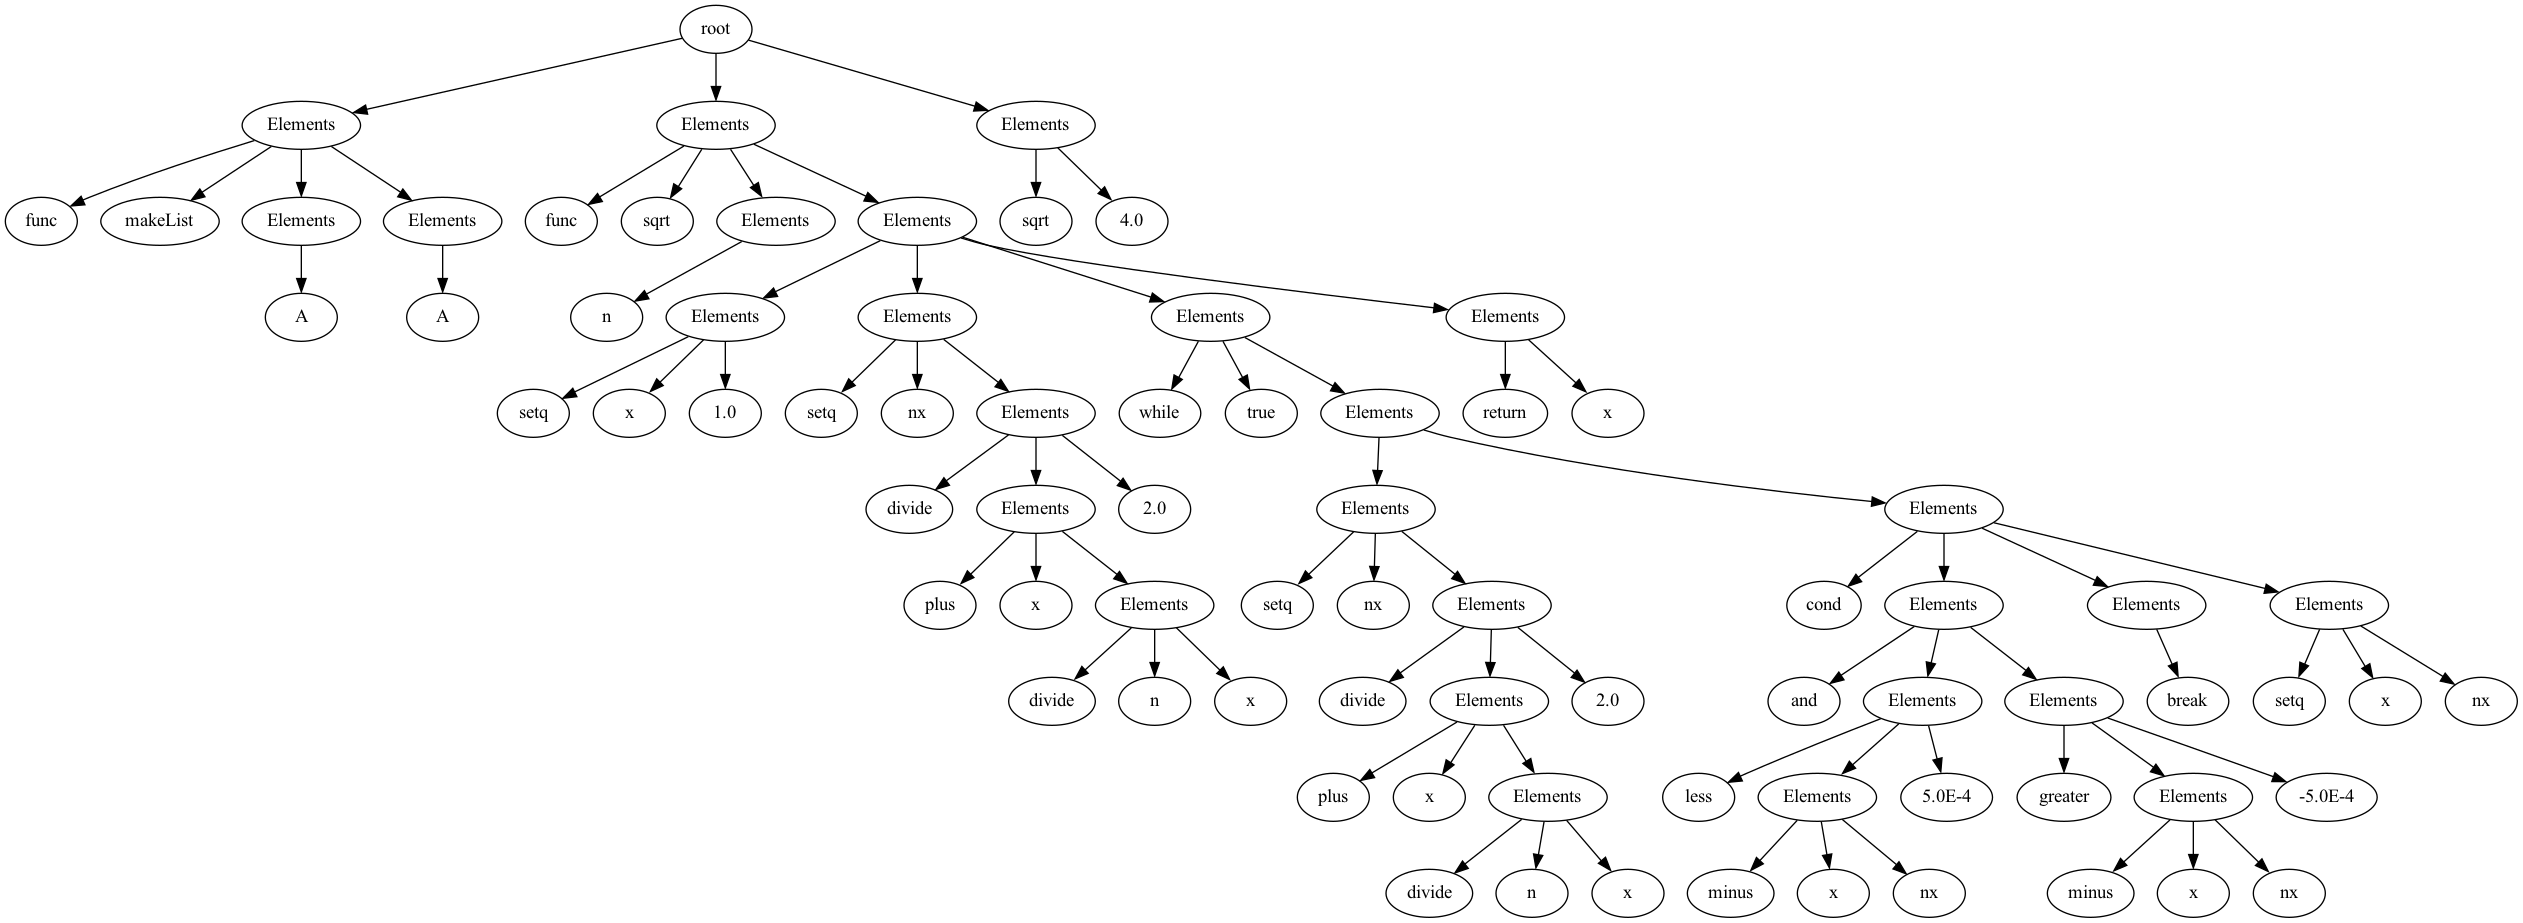 root
Elements
Elements
Elements
func
makeList
Elements
Elements
func
sqrt
Elements
Elements
sqrt
4.0
A
A
n
Elements
Elements
Elements
Elements
setq
x
1.0
setq
nx
Elements
while
true
Elements
return
x
divide
Elements
2.0
Elements
Elements
plus
x
Elements
setq
nx
Elements
cond
Elements
Elements
Elements
divide
n
x
divide
Elements
2.0
and
Elements
Elements
break
setq
x
nx
plus
x
Elements
less
Elements
5.0E-4
greater
Elements
-5.0E-4
divide
n
x
minus
x
nx
minus
x
nx